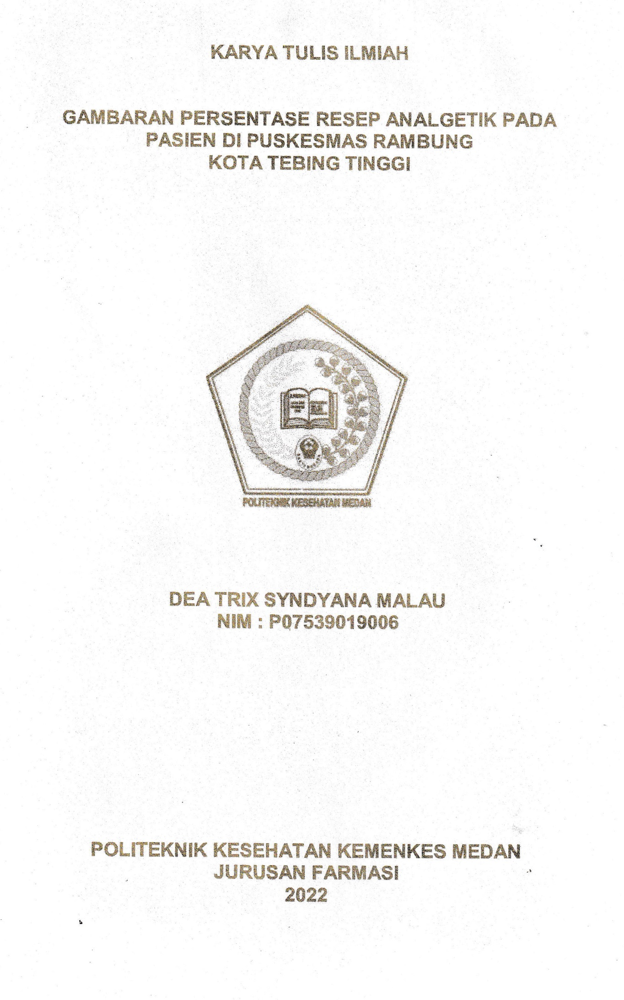 KARYA TULIS ILMIAH
GAMBARAN PERSENTASE RESEP ANALGETIK PADA
PASIEN DI PUSKESMAS RAMBUNG
KOTA TEBING TINGGI
POLITEKNIK KESEHATAN MEDAN
DEA TRIX SYNDYANA MALAU
NIM : P07539019006
POLITEKNIK KESEHATAN KEMENKES MEDAN
JURUSAN FARMASI
2022